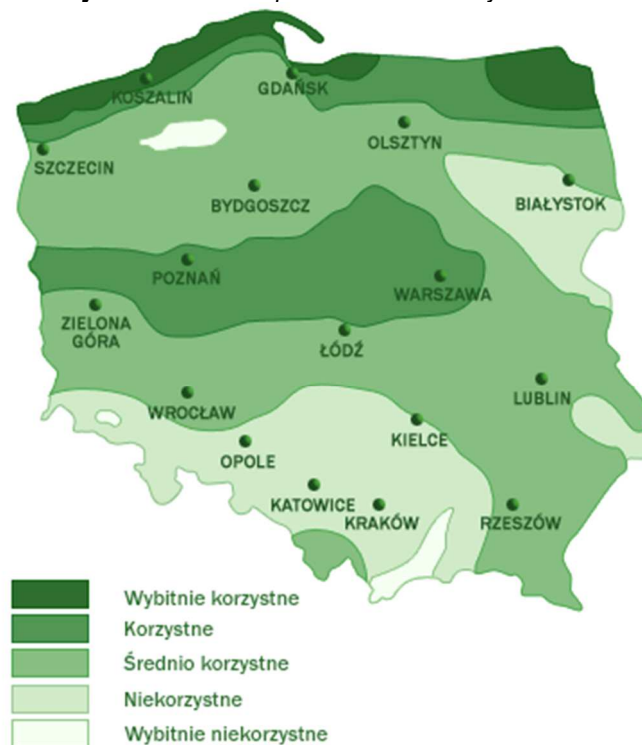 KOSZALIN
GDAŃSK
OLSZTYN
SZCZECIN
BIAŁYSTOK
BYDGOSZCZ
POZNAŃ
WARSZAWA
ZIELONA
GÓRA
ŁÓDŹ
LUBLIN
WROCŁAW
KIELCE
OPOLE
KATOWICE
KRAKÓW
RZESZÓW
Wybitnie korzystne
Korzystne
Średnio korzystne
Niekorzystne
Wybitnie niekorzystne